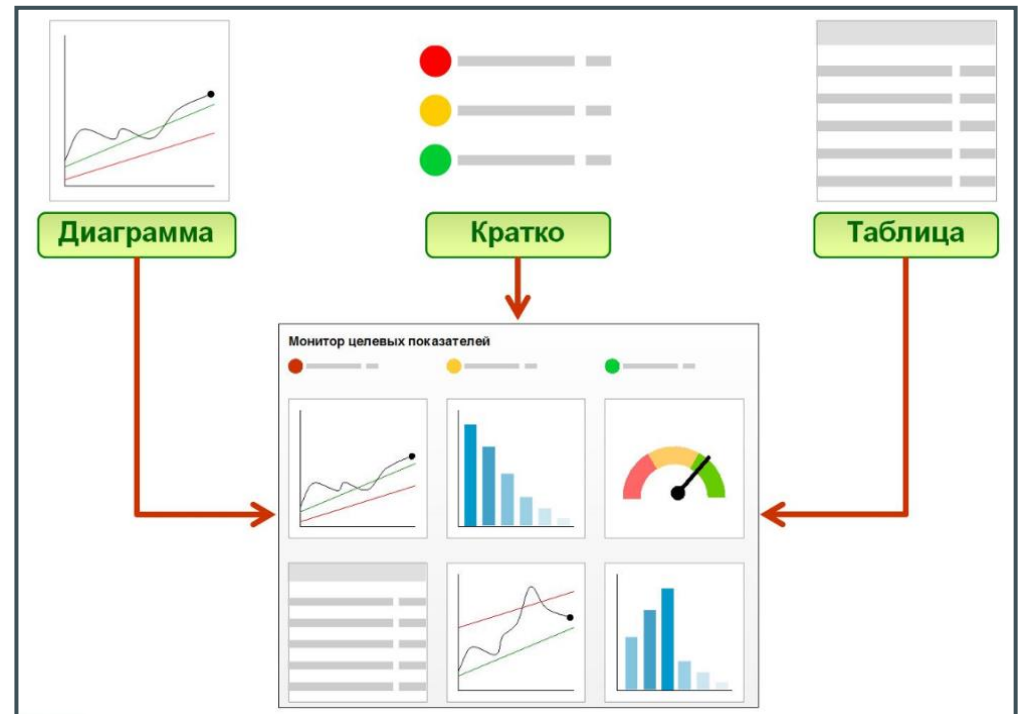 Диаграмма
Кратко
Таблица
Монитор целевых показателей